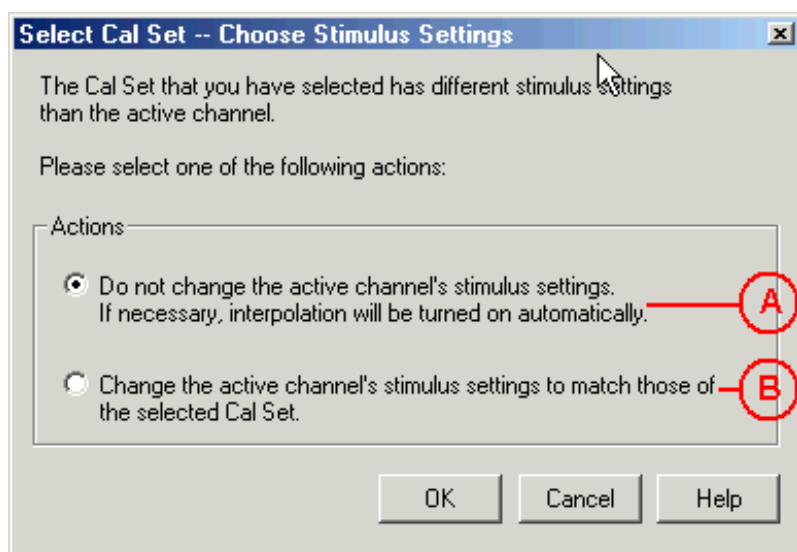 Select Cal Set -- Choose Stimulus Settings
The Cal Set that you have selected has different stimulus settings
than the active channel.
Please select one of the following actions:
Actions
Do not change the active channel's stimulus settings.
If necessary, interpolation will be turned on automatically.
A
Change the active channel's stimulus settings to match those of
the selected Cal Set.
B
OK
Cancel
Help